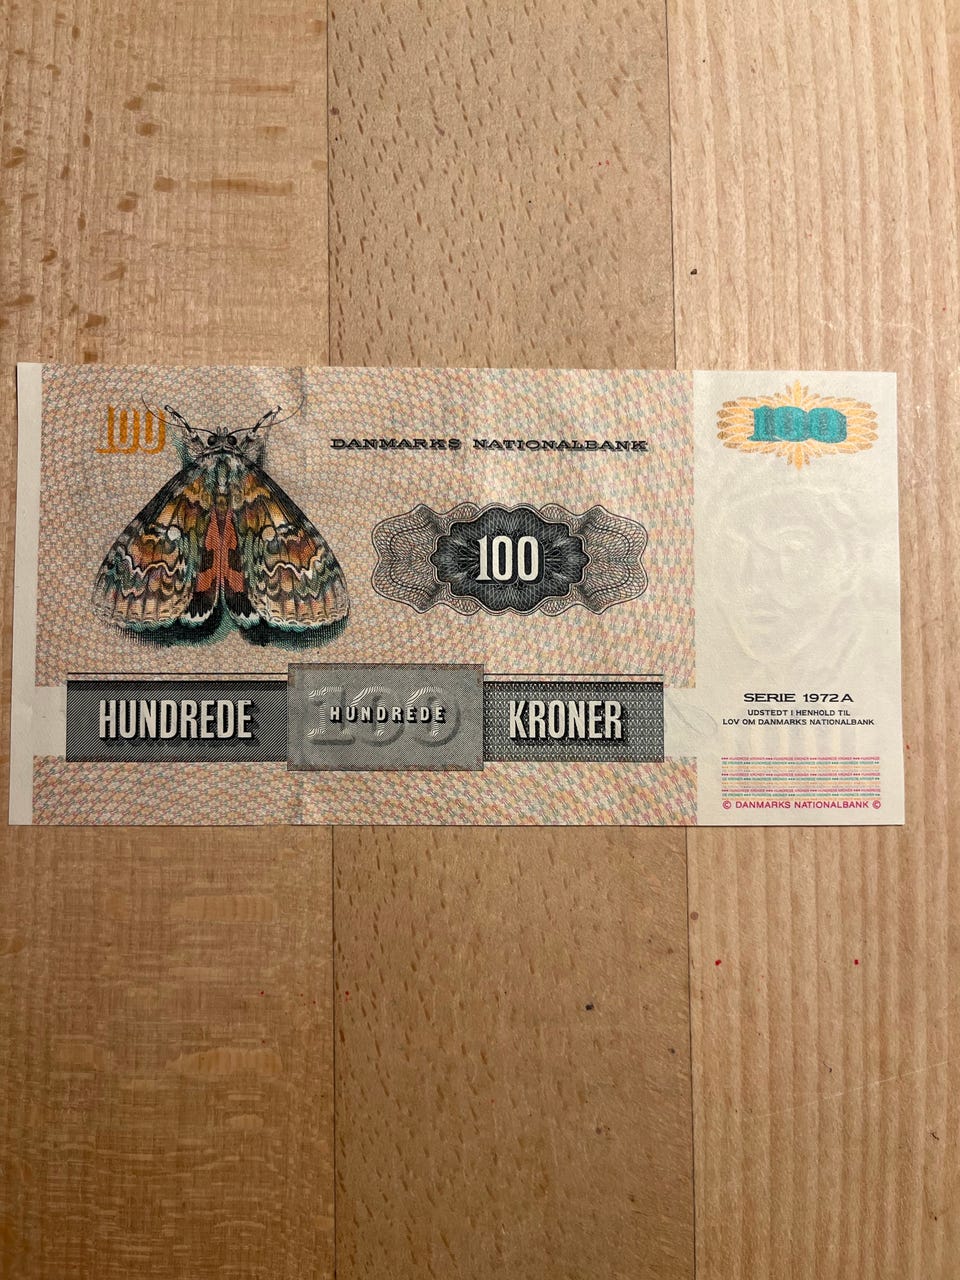 100
DANMARKS NATIONALBANK
100
100
HUNDREDE
100
HUNDREDE
KRONER
SERIE 1972A
UDSTEDT I HENHOLD TIL
LOV OM DANMARKS NATIONALBANK
© DANMARKS NATIONALBANK ©